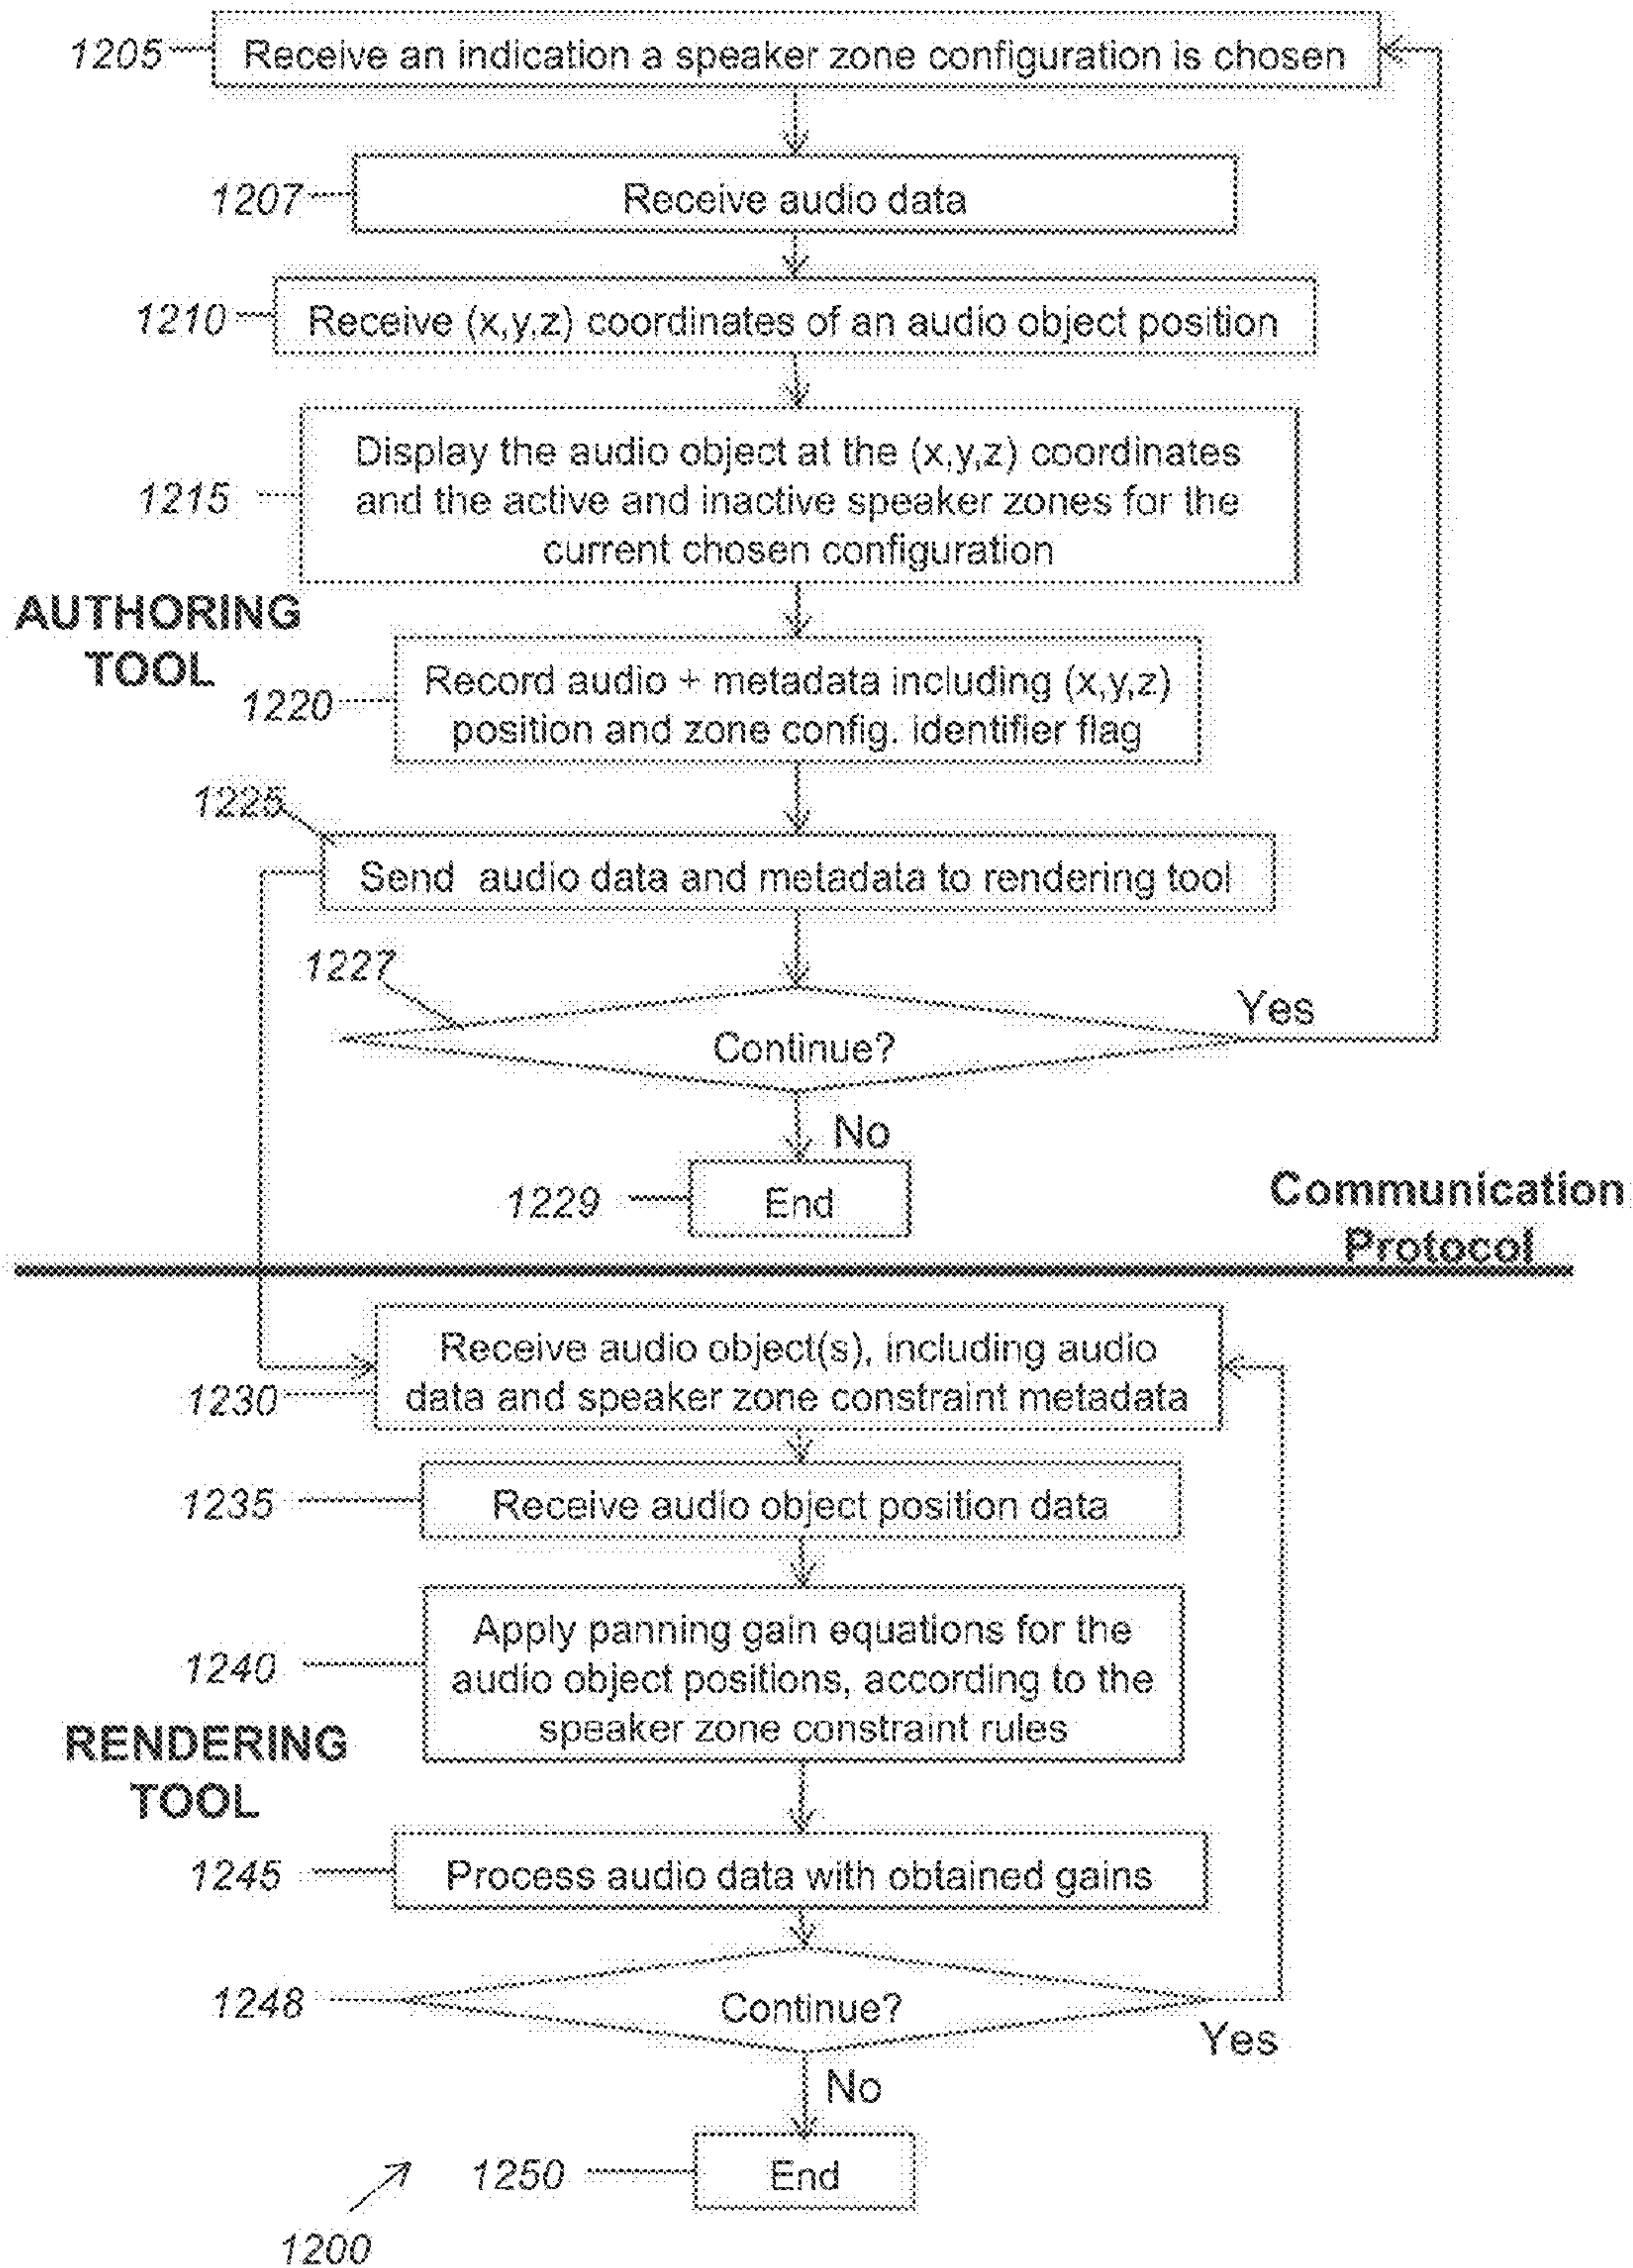 1205
Receive an indication a speaker zone configuration is chosen
1207
Receive audio data
1210
Receive (x,y,z) coordinates of an audio object position
1215
Display the audio object at the (x,y,z) coordinates
and the active and inactive speaker zones for the
current chosen configuration
AUTHORING
TOOL
1220
Record audio + metadata including (x,y,z)
position and zone config. identifier flag
1225
Send audio data and metadata to rendering tool
1227
Continue?
Yes
No
1229
End
Communication
Protocol
1230
Receive audio object(s), including audio
data and speaker zone constraint metadata
1235
Receive audio object position data
1240
Apply panning gain equations for the
audio object positions, according to the
speaker zone constraint rules
RENDERING
TOOL
1245
Process audio data with obtained gains
1248
Continue?
Yes
No
1250
End
1200